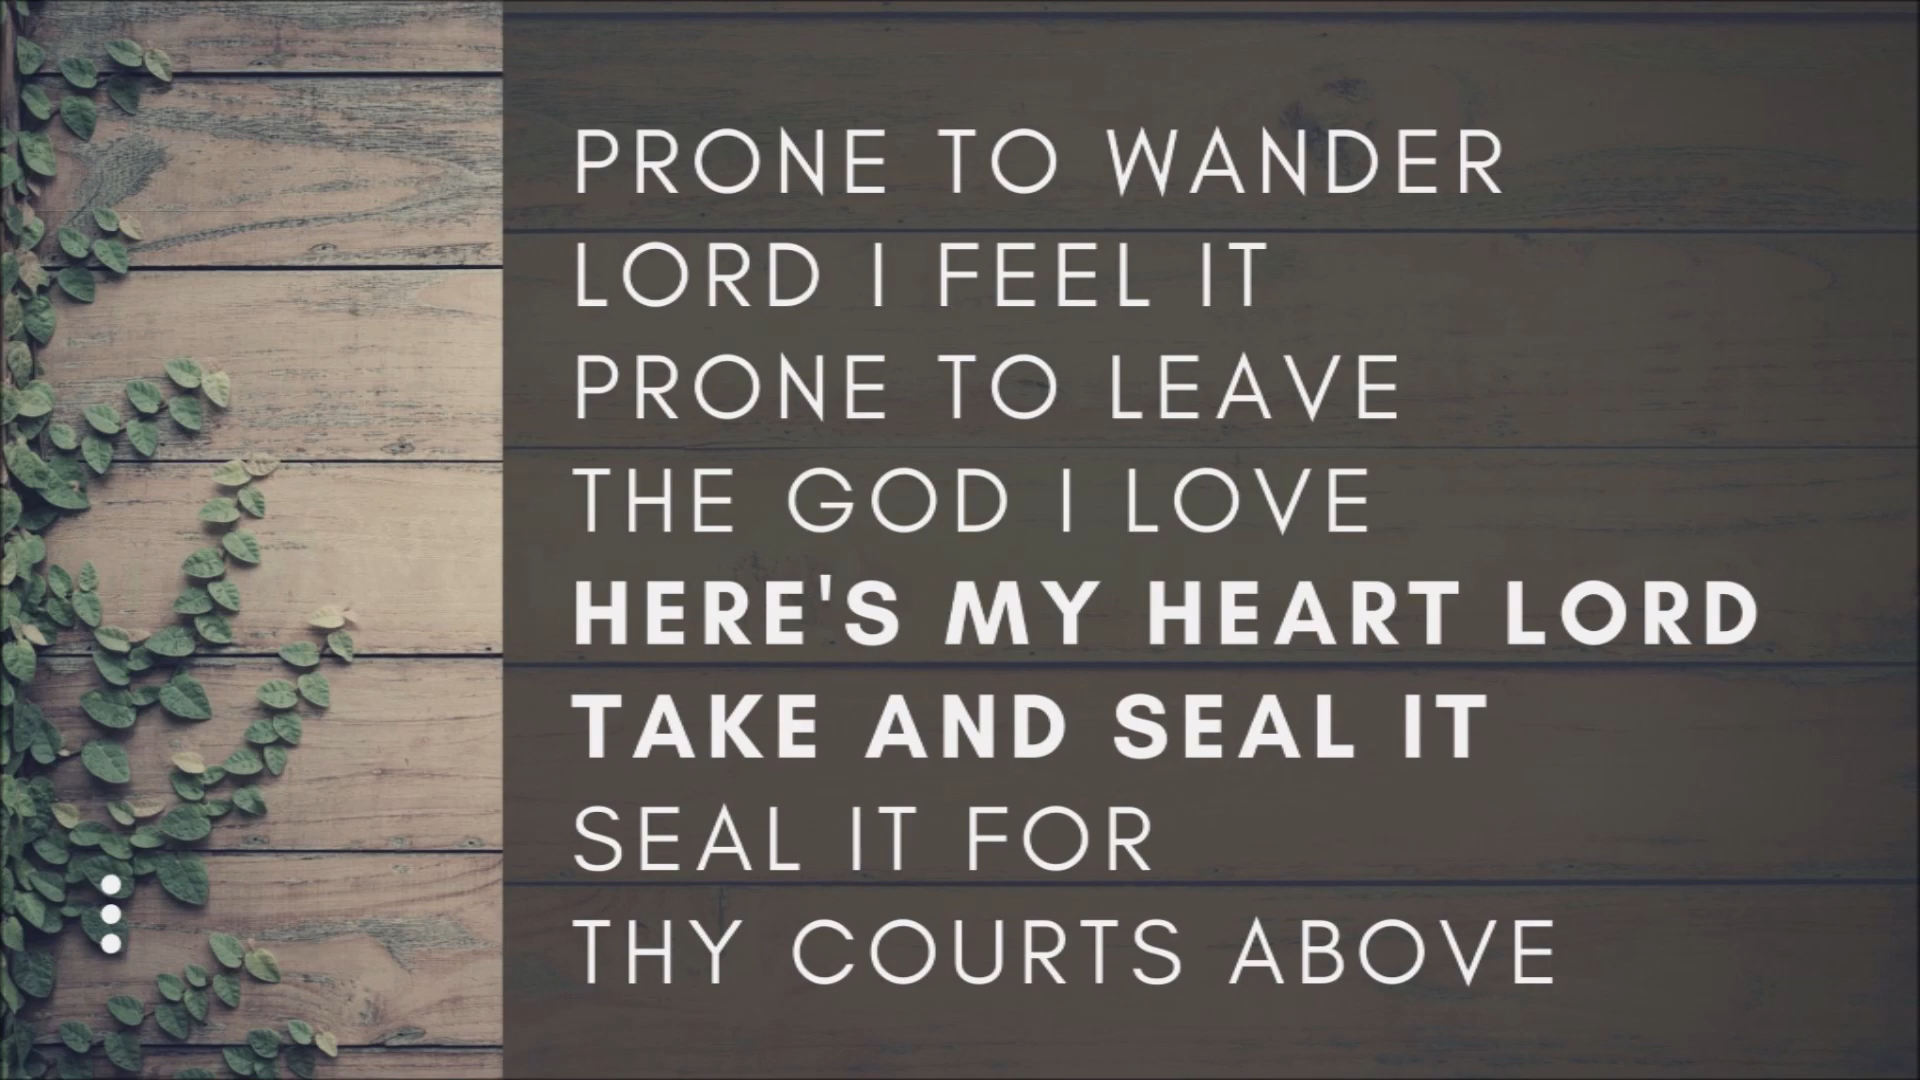 PRONE TO WANDER
LORD I FEEL IT
PRONE TO LEAVE
THE GOD I LOVE
HERE'S MY HEART LORD
TAKE AND SEAL IT
SEAL IT FOR
THY COURTS ABOVE